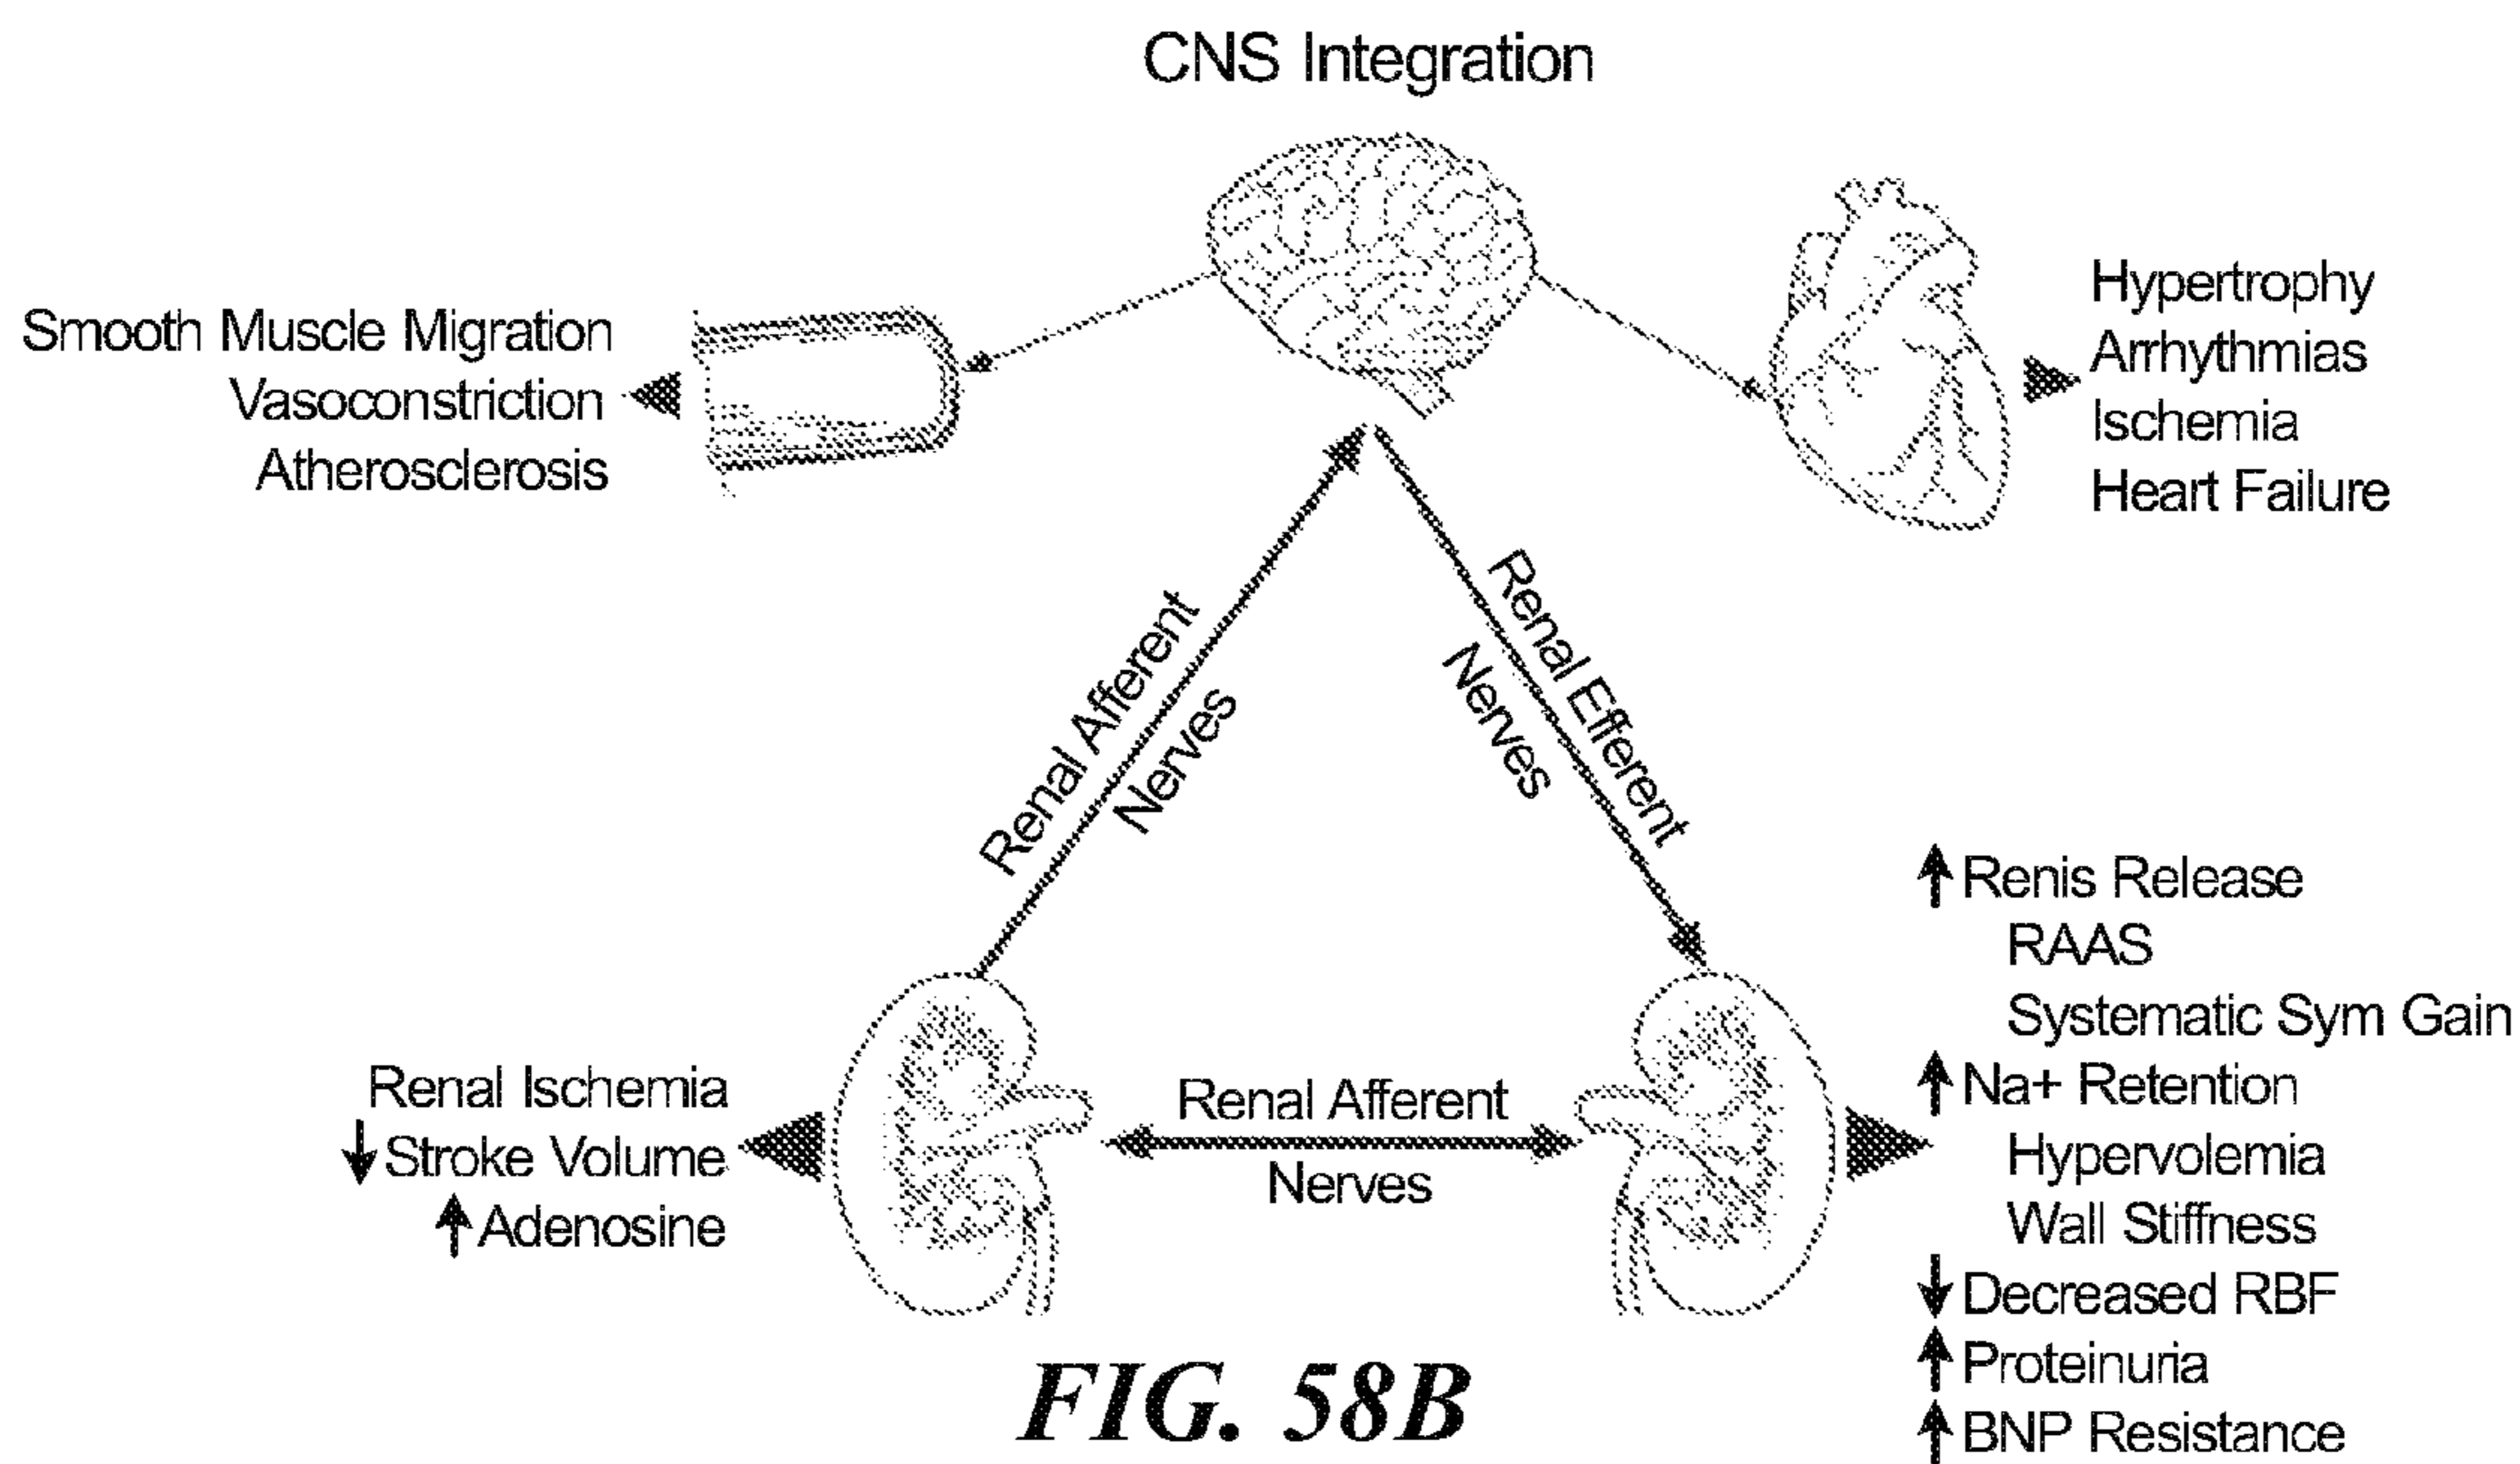 CNS Integration
Smooth Muscle Migration
Vasoconstriction
Atherosclerosis
Hypertrophy
Arrhythmias
Ischemia
Heart Failure
Renal Afferent
Nerves
Renal Efferent
Nerves
Renal Ischemia
↓Stroke Volume
↑Adenosine
Renal Afferent
Nerves
↑Renis Release
RAAS
Systematic Sym Gain
↑Na+ Retention
Hypervolemia
Wall Stiffness
↓Decreased RBF
↑Proteinuria
↑BNP Resistance
FIG. 58B